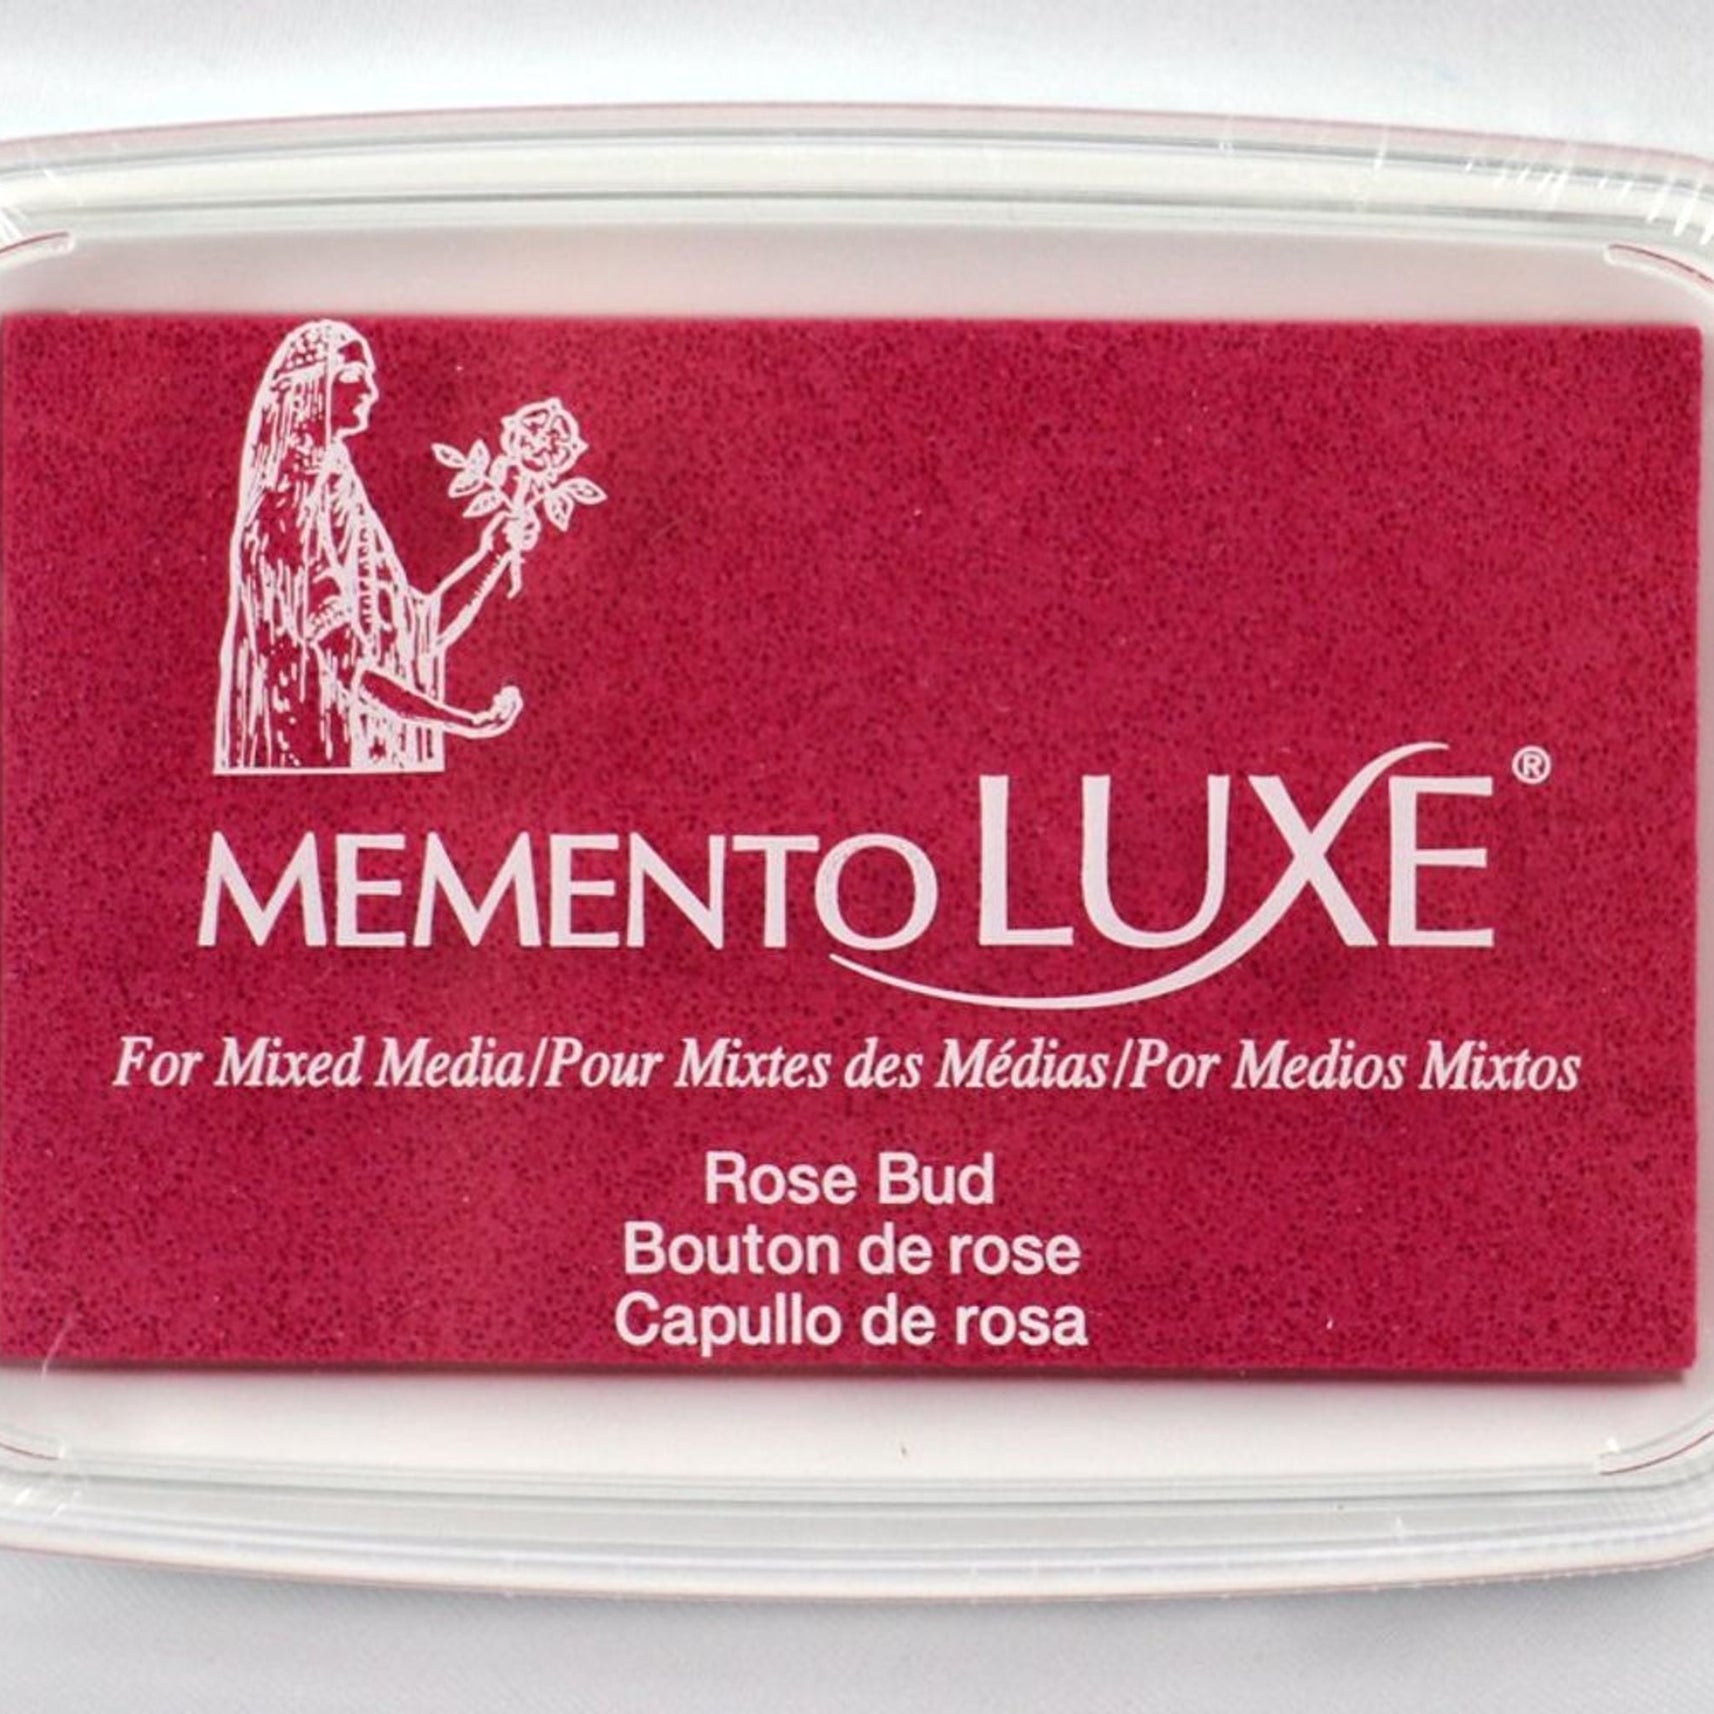 MEMENTO LUXE®
For Mixed Media/Pour Mixtes des Médias/Por Medios Mixtos
Rose Bud
Bouton de rose
Capullo de rosa